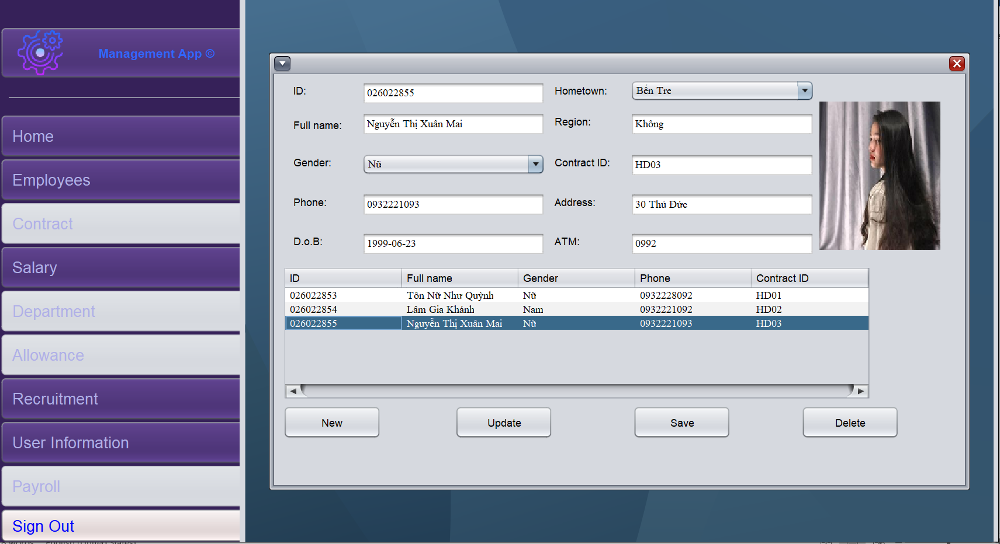 Management App ©
Home
Employees
Contract
Salary
Department
Allowance
Recruitment
User Information
Payroll
Sign Out
ID: 026022855 Hometown: Bến Tre
Full name: Nguyễn Thị Xuân Mai Region: Không
Gender: Nữ Contract ID: HD03
Phone: 0932221093 Address: 30 Thủ Đức
D.o.B: 1999-06-23 ATM: 0992
ID Full name Gender Phone Contract ID
026022853 Tôn Nữ Như Quỳnh Nữ 0932228092 HD01
026022854 Lâm Gia Khánh Nam 0932221092 HD02
026022855 Nguyễn Thị Xuân Mai Nữ 0932221093 HD03
New Update Save Delete